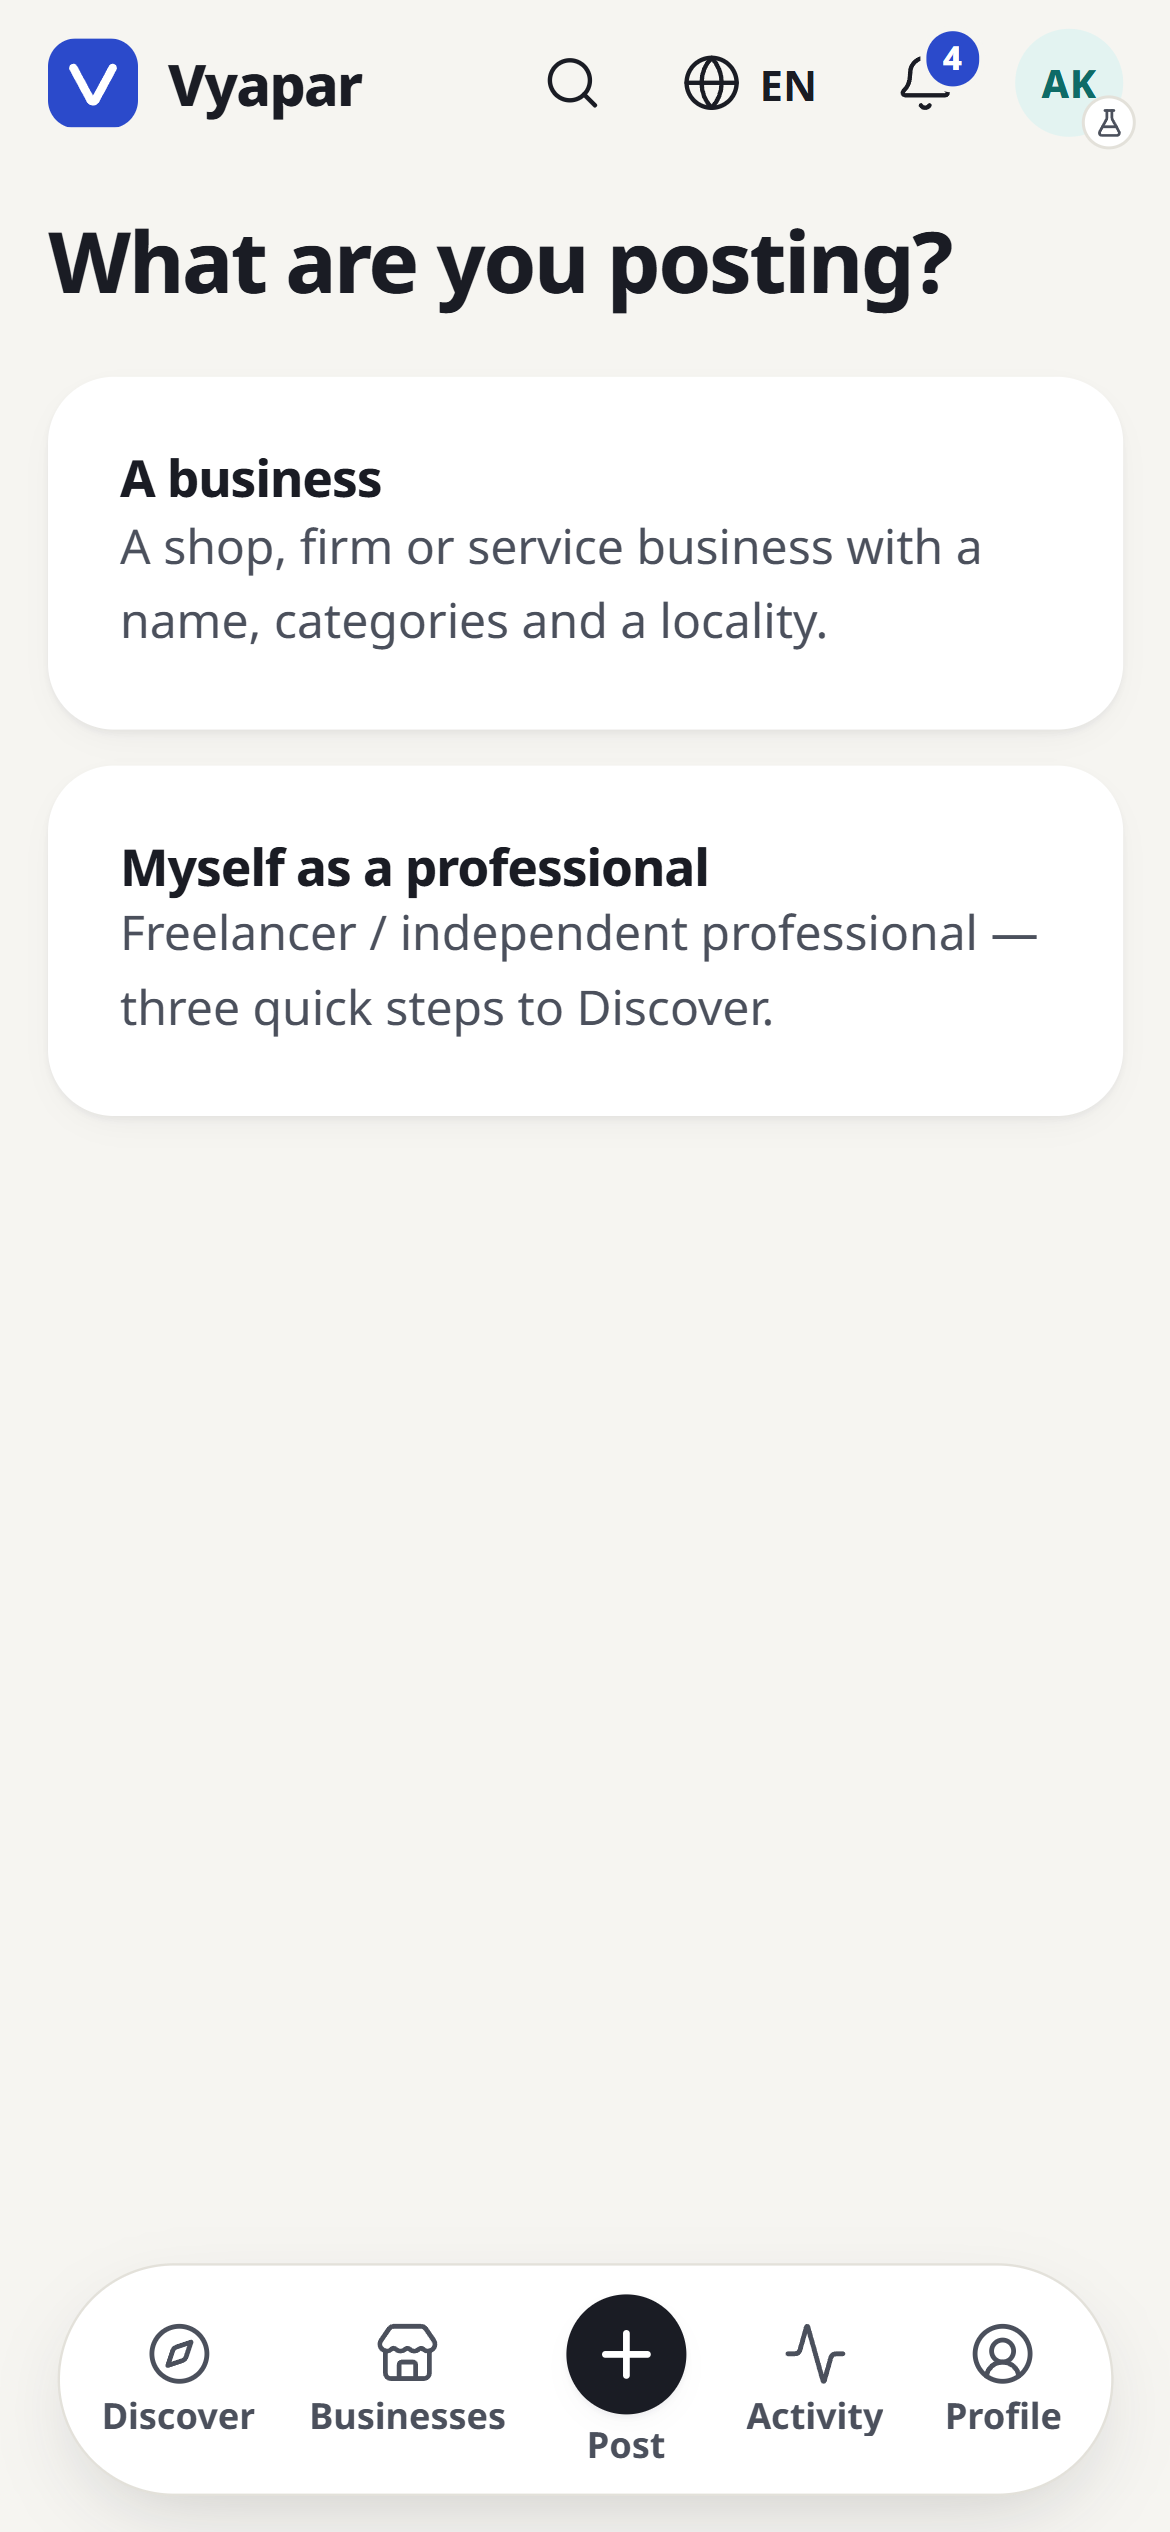 Vyapar
EN
4
AK
What are you posting?
A business
A shop, firm or service business with a
name, categories and a locality.
Myself as a professional
Freelancer / independent professional —
three quick steps to Discover.
Discover
Businesses
Post
Activity
Profile